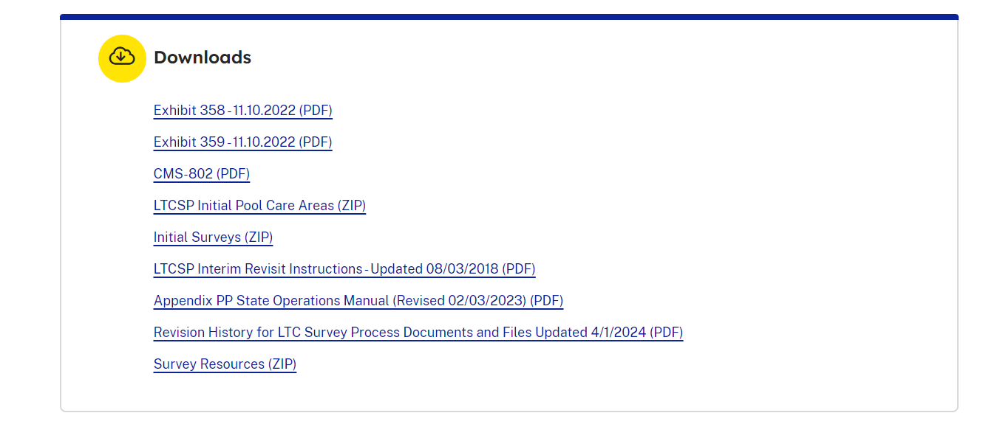 Downloads
Exhibit 358 - 11.10.2022 (PDF)
Exhibit 359 - 11.10.2022 (PDF)
CMS-802 (PDF)
LTCSP Initial Pool Care Areas (ZIP)
Initial Surveys (ZIP)
LTCSP Interim Revisit Instructions - Updated 08/03/2018 (PDF)
Appendix PP State Operations Manual (Revised 02/03/2023) (PDF)
Revision History for LTC Survey Process Documents and Files Updated 4/1/2024 (PDF)
Survey Resources (ZIP)